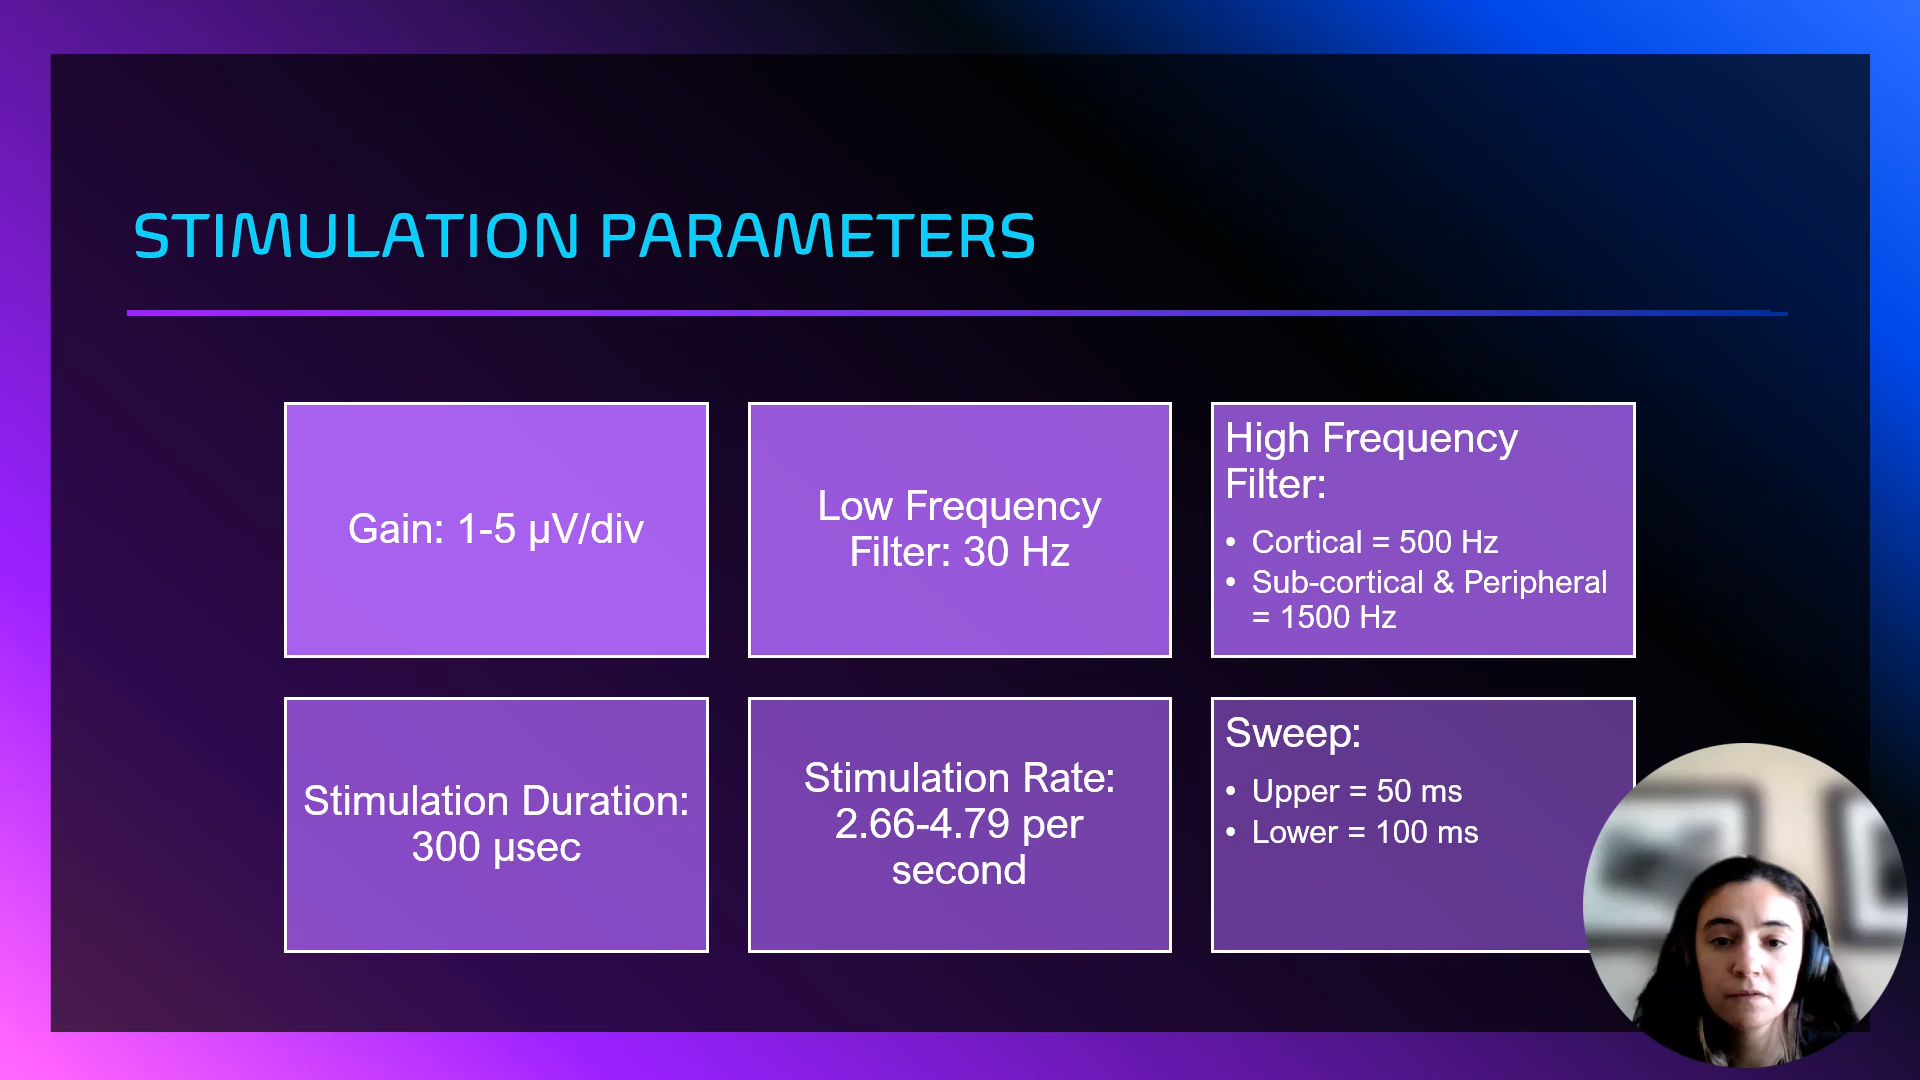 STIMULATION PARAMETERS
Gain: 1-5 µV/div
Low Frequency
Filter: 30 Hz
High Frequency
Filter:
• Cortical = 500 Hz
• Sub-cortical & Peripheral
= 1500 Hz
Stimulation Duration:
300 µsec
Stimulation Rate:
2.66-4.79 per
second
Sweep:
• Upper = 50 ms
• Lower = 100 ms